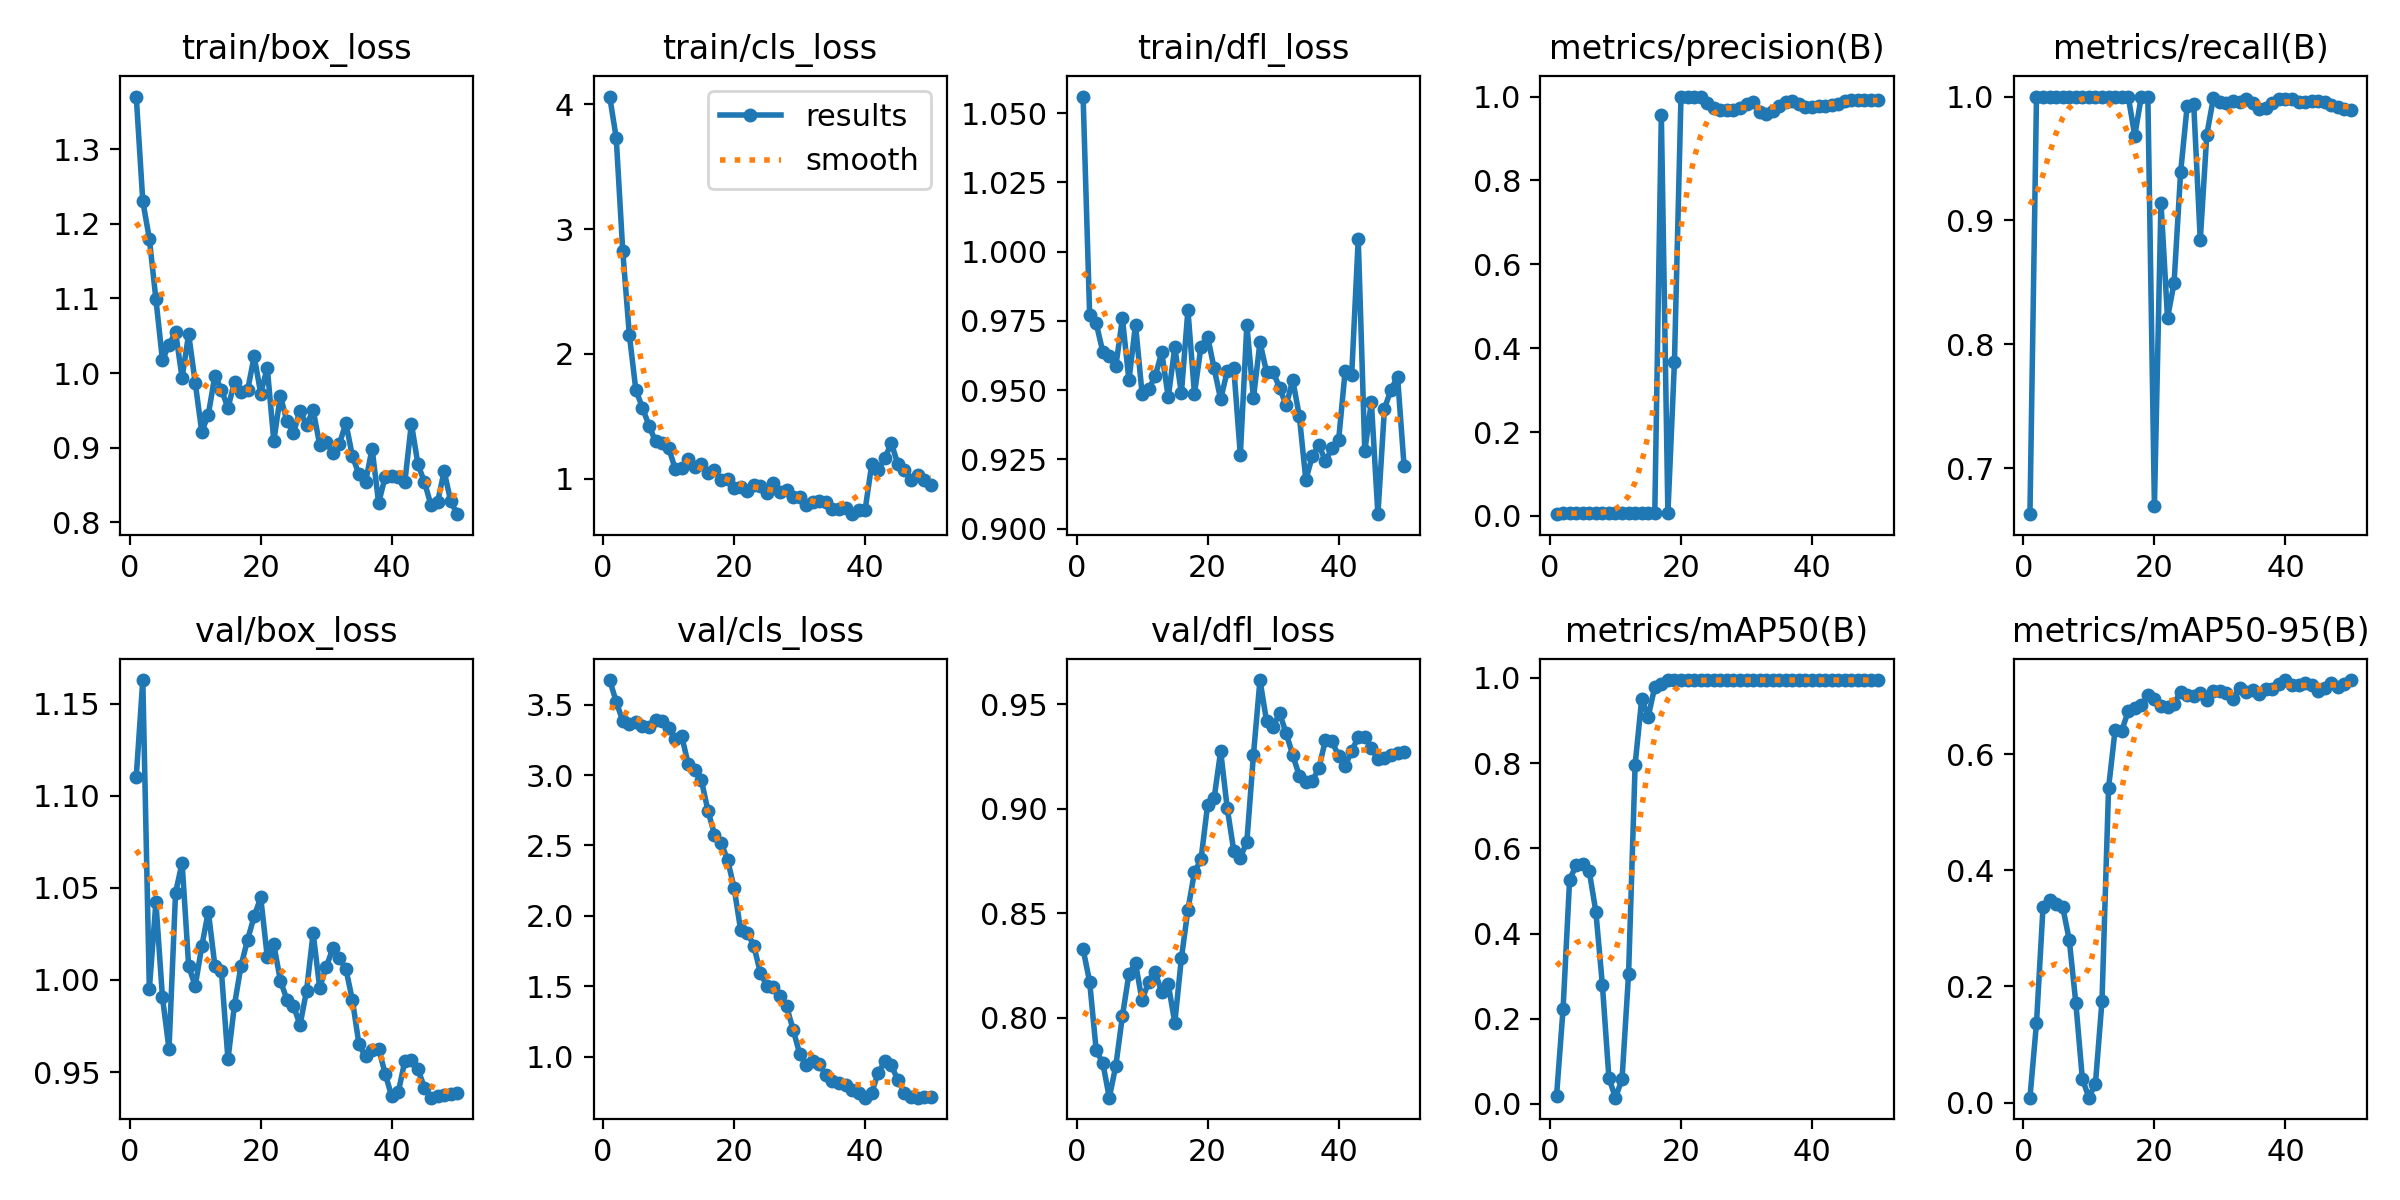 train/box_loss
1.3
1.2
1.1
1.0
0.9
0.8
0 20 40
train/cls_loss
results
smooth
4
3
2
1
0 20 40
train/dfl_loss
1.050
1.025
1.000
0.975
0.950
0.925
0.900
0 20 40
metrics/precision(B)
1.0
0.8
0.6
0.4
0.2
0.0
0 20 40
metrics/recall(B)
1.0
0.9
0.8
0.7
0 20 40
val/box_loss
1.15
1.10
1.05
1.00
0.95
0 20 40
val/cls_loss
3.5
3.0
2.5
2.0
1.5
1.0
0 20 40
val/dfl_loss
0.95
0.90
0.85
0.80
0 20 40
metrics/mAP50(B)
1.0
0.8
0.6
0.4
0.2
0.0
0 20 40
metrics/mAP50-95(B)
0.6
0.4
0.2
0.0
0 20 40